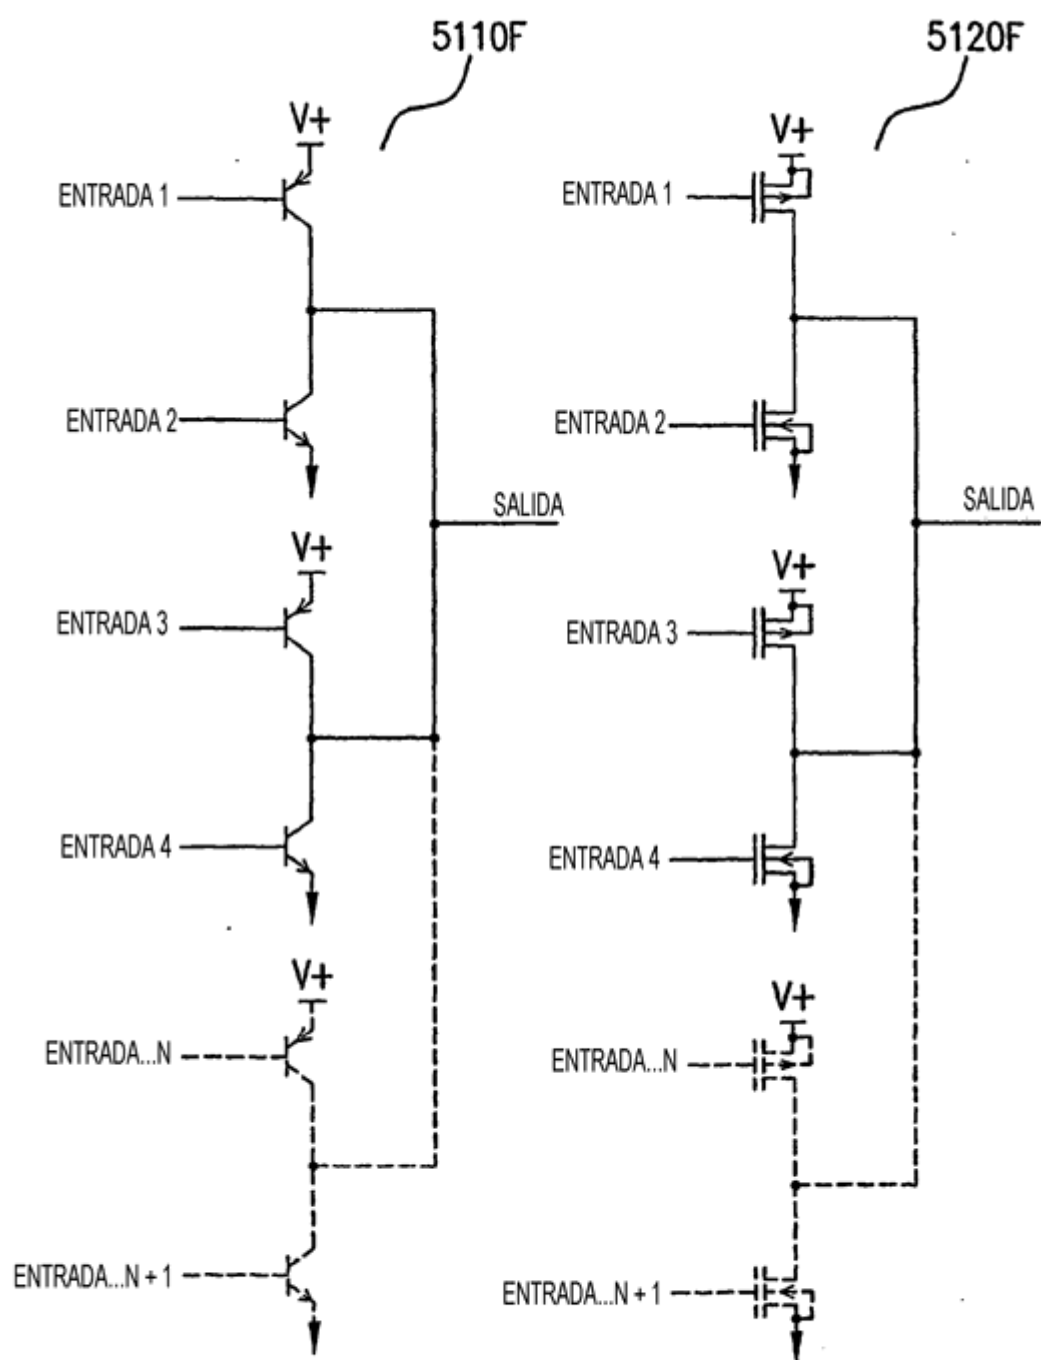 5110F
5120F
V+
ENTRADA 1
ENTRADA 2
SALIDA
V+
ENTRADA 3
ENTRADA 4
V+
ENTRADA...N
ENTRADA...N + 1
V+
ENTRADA 1
ENTRADA 2
SALIDA
V+
ENTRADA 3
ENTRADA 4
V+
ENTRADA...N
ENTRADA...N + 1